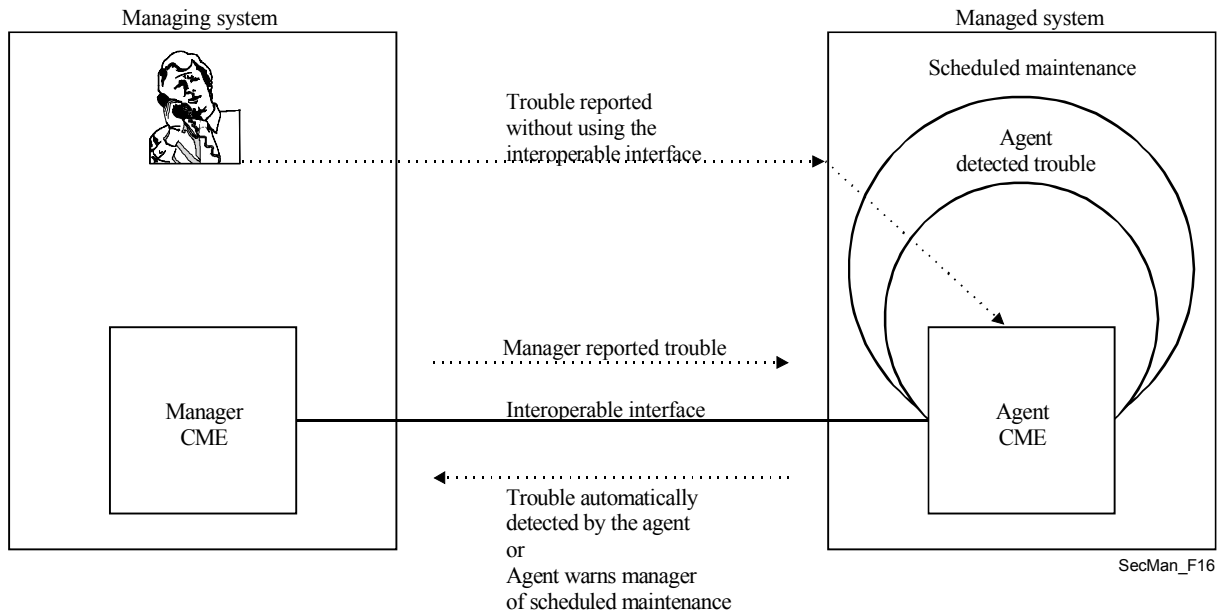 Managing system
Managed system
Scheduled maintenance
Trouble reported
without using the
interoperable interface
Agent
detected trouble
Manager reported trouble
Interoperable interface
Manager
CME
Agent
CME
Trouble automatically
detected by the agent
or
Agent warns manager
of scheduled maintenance
SecMan_F16